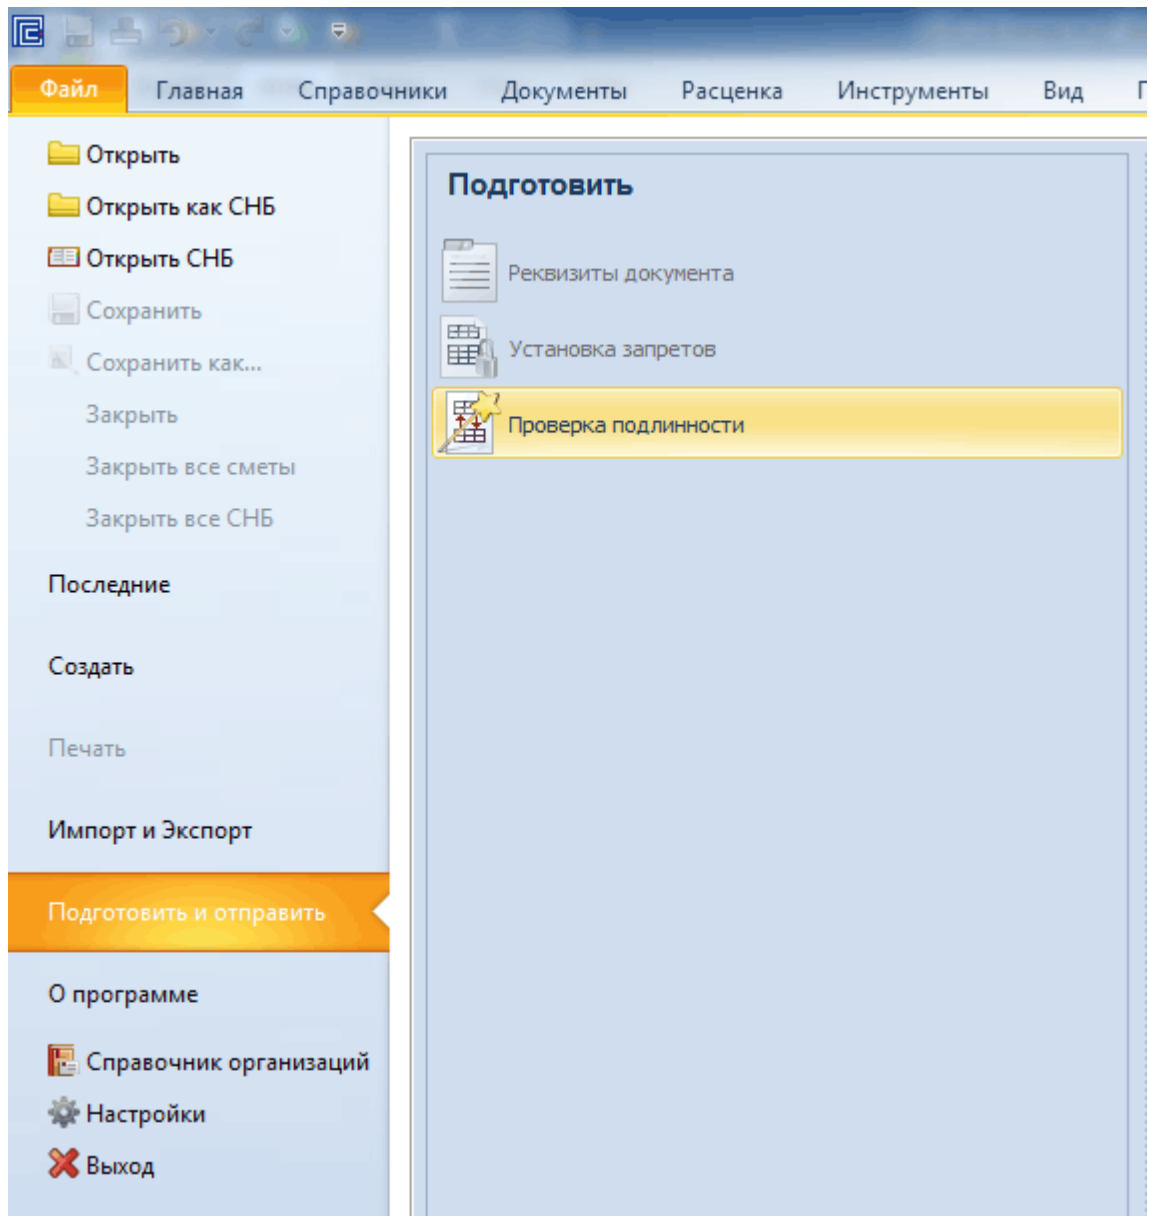 Файл Главная Справочники Документы Расценка Инструменты Вид
Открыть
Открыть как СНБ
Открыть СНБ
Сохранить
Сохранить как...
Закрыть
Закрыть все сметы
Закрыть все СНБ
Последние
Создать
Печать
Импорт и Экспорт
Подготовить и отправить
О программе
Справочник организаций
Настройки
Выход
Подготовить
Реквизиты документа
Установка запретов
Проверка подлинности